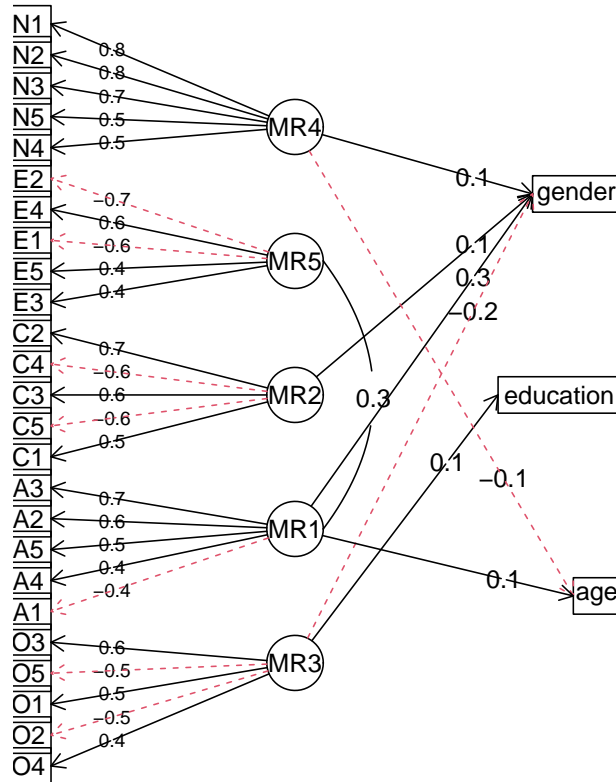 N1
N2
N3
N5
N4
E2
E4
E1
E5
E3
C2
C4
C3
C5
C1
A3
A2
A5
A4
A1
O3
O5
O1
O2
O4
0.8
0.8
0.7
0.5
0.5
−0.7
0.6
−0.6
0.4
0.4
0.7
−0.6
0.6
−0.6
0.5
0.7
0.6
0.5
0.4
−0.4
0.6
−0.5
0.5
−0.5
0.4
MR4
MR5
MR2
MR1
MR3
0.3
0.1
0.1
0.3
−0.2
0.1
−0.1
0.1
gender
education
age